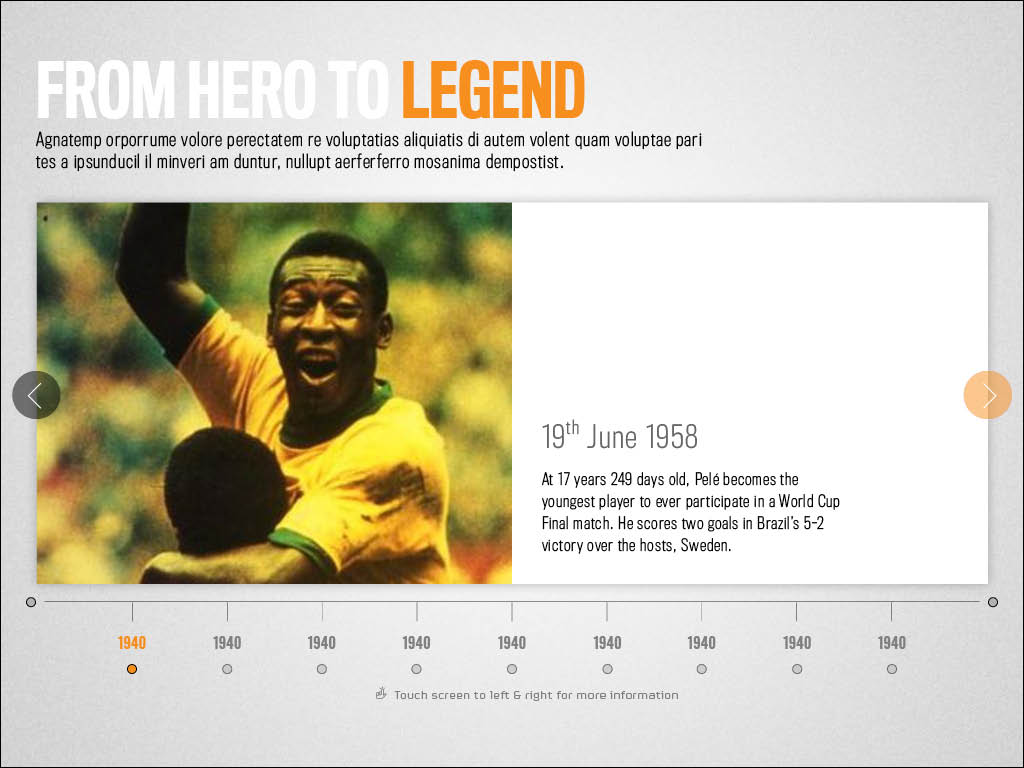 FROM HERO TO LEGEND
Agnatemp orporrume volore perectatem re voluptatias aliquiatis di autem volent quam voluptae pari
tes a ipsunducil il minveri am duntur, nullupt aerferferro mosanima dempostist.
19th June 1958
At 17 years 249 days old, Pelé becomes the
youngest player to ever participate in a World Cup
Final match. He scores two goals in Brazil's 5-2
victory over the hosts, Sweden.
1940 1940 1940 1940 1940 1940 1940 1940 1940
Touch screen to left & right for more information